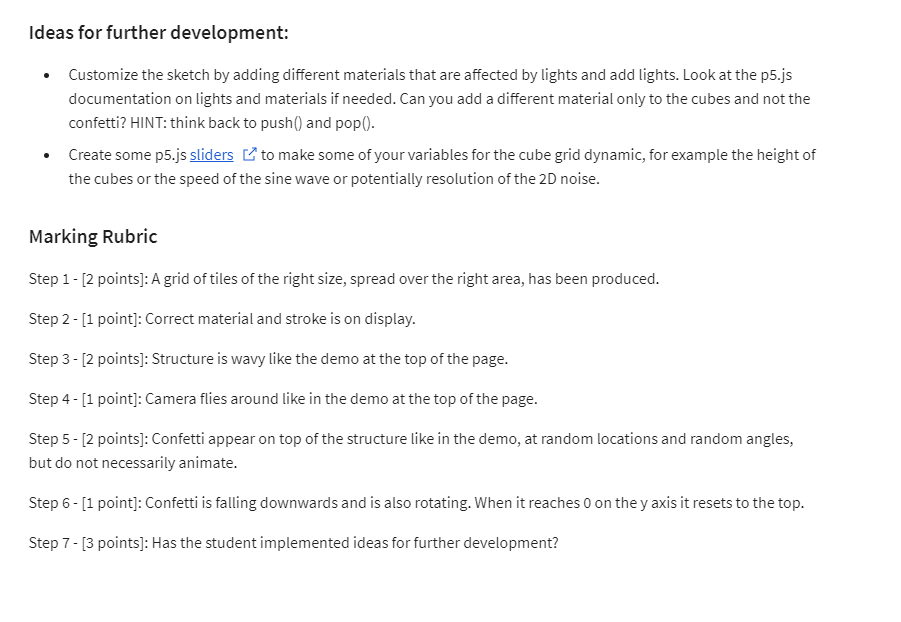 Ideas for further development:
• Customize the sketch by adding different materials that are affected by lights and add lights. Look at the p5.js
documentation on lights and materials if needed. Can you add a different material only to the cubes and not the
confetti? HINT: think back to push() and pop().
• Create some p5.js sliders to make some of your variables for the cube grid dynamic, for example the height of
the cubes or the speed of the sine wave or potentially resolution of the 2D noise.
Marking Rubric
Step 1 - [2 points]: A grid of tiles of the right size, spread over the right area, has been produced.
Step 2 - [1 point]: Correct material and stroke is on display.
Step 3 - [2 points]: Structure is wavy like the demo at the top of the page.
Step 4 - [1 point]: Camera flies around like in the demo at the top of the page.
Step 5 - [2 points]: Confetti appear on top of the structure like in the demo, at random locations and random angles,
but do not necessarily animate.
Step 6 - [1 point]: Confetti is falling downwards and is also rotating. When it reaches 0 on the y axis it resets to the top.
Step 7 - [3 points]: Has the student implemented ideas for further development?